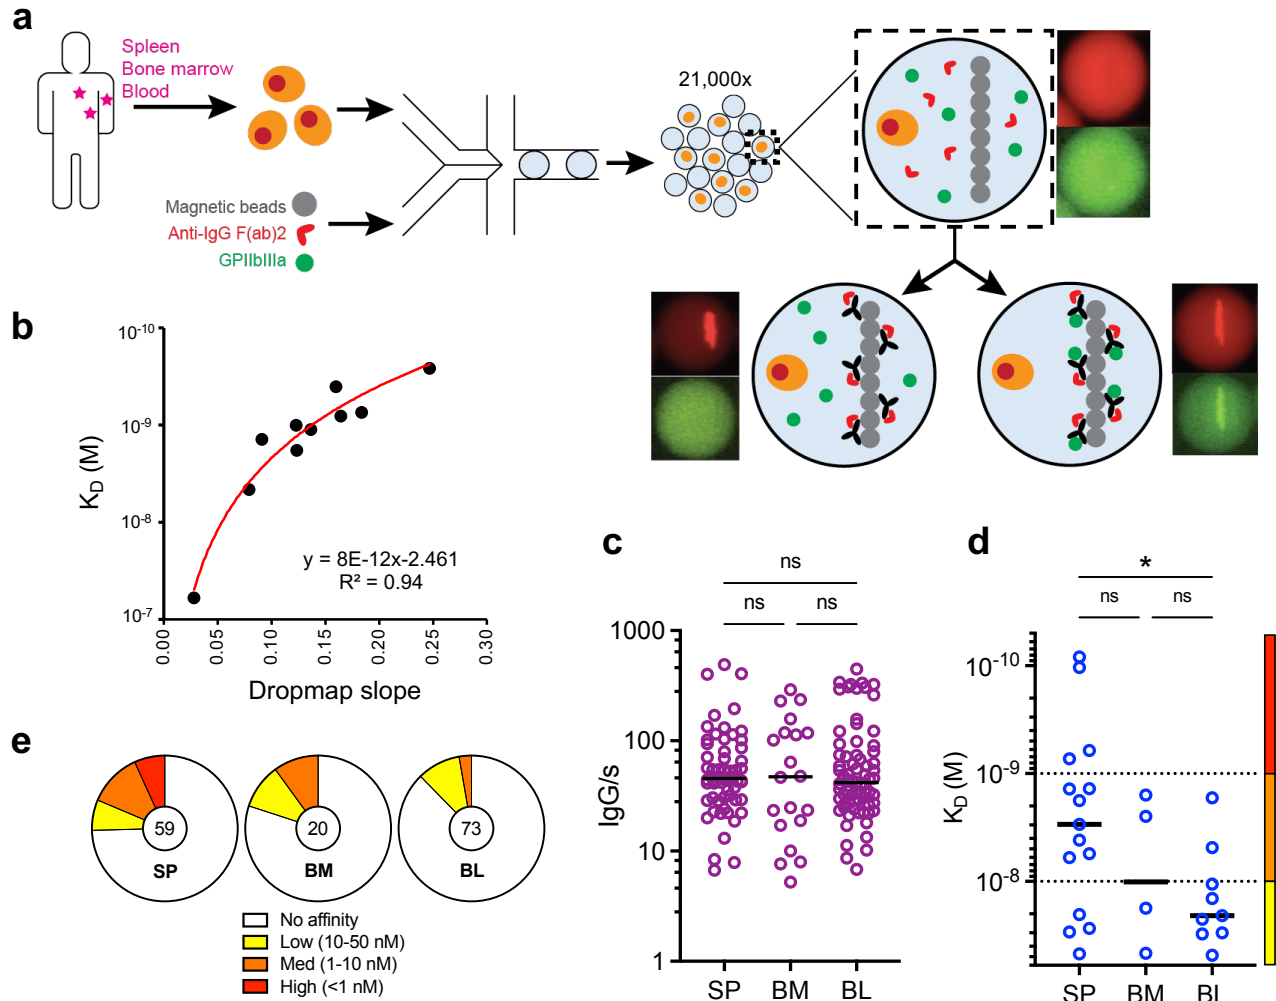 a
Spleen
Bone marrow
Blood
21,000x
Magnetic beads
Anti-IgG F(ab)2
GPIIbIIIa
b
10-10
10-9
10-8
10-7
KD (M)
y = 8E-12x-2.461
R² = 0.94
0.00
0.05
0.10
0.15
0.20
0.25
0.30
Dropmap slope
c
ns
ns
ns
1000
100
10
1
IgG/s
SP
BM
BL
d
*
ns
ns
10-10
10-9
10-8
KD (M)
SP
BM
BL
e
59
SP
20
BM
73
BL
No affinity
Low (10-50 nM)
Med (1-10 nM)
High (<1 nM)